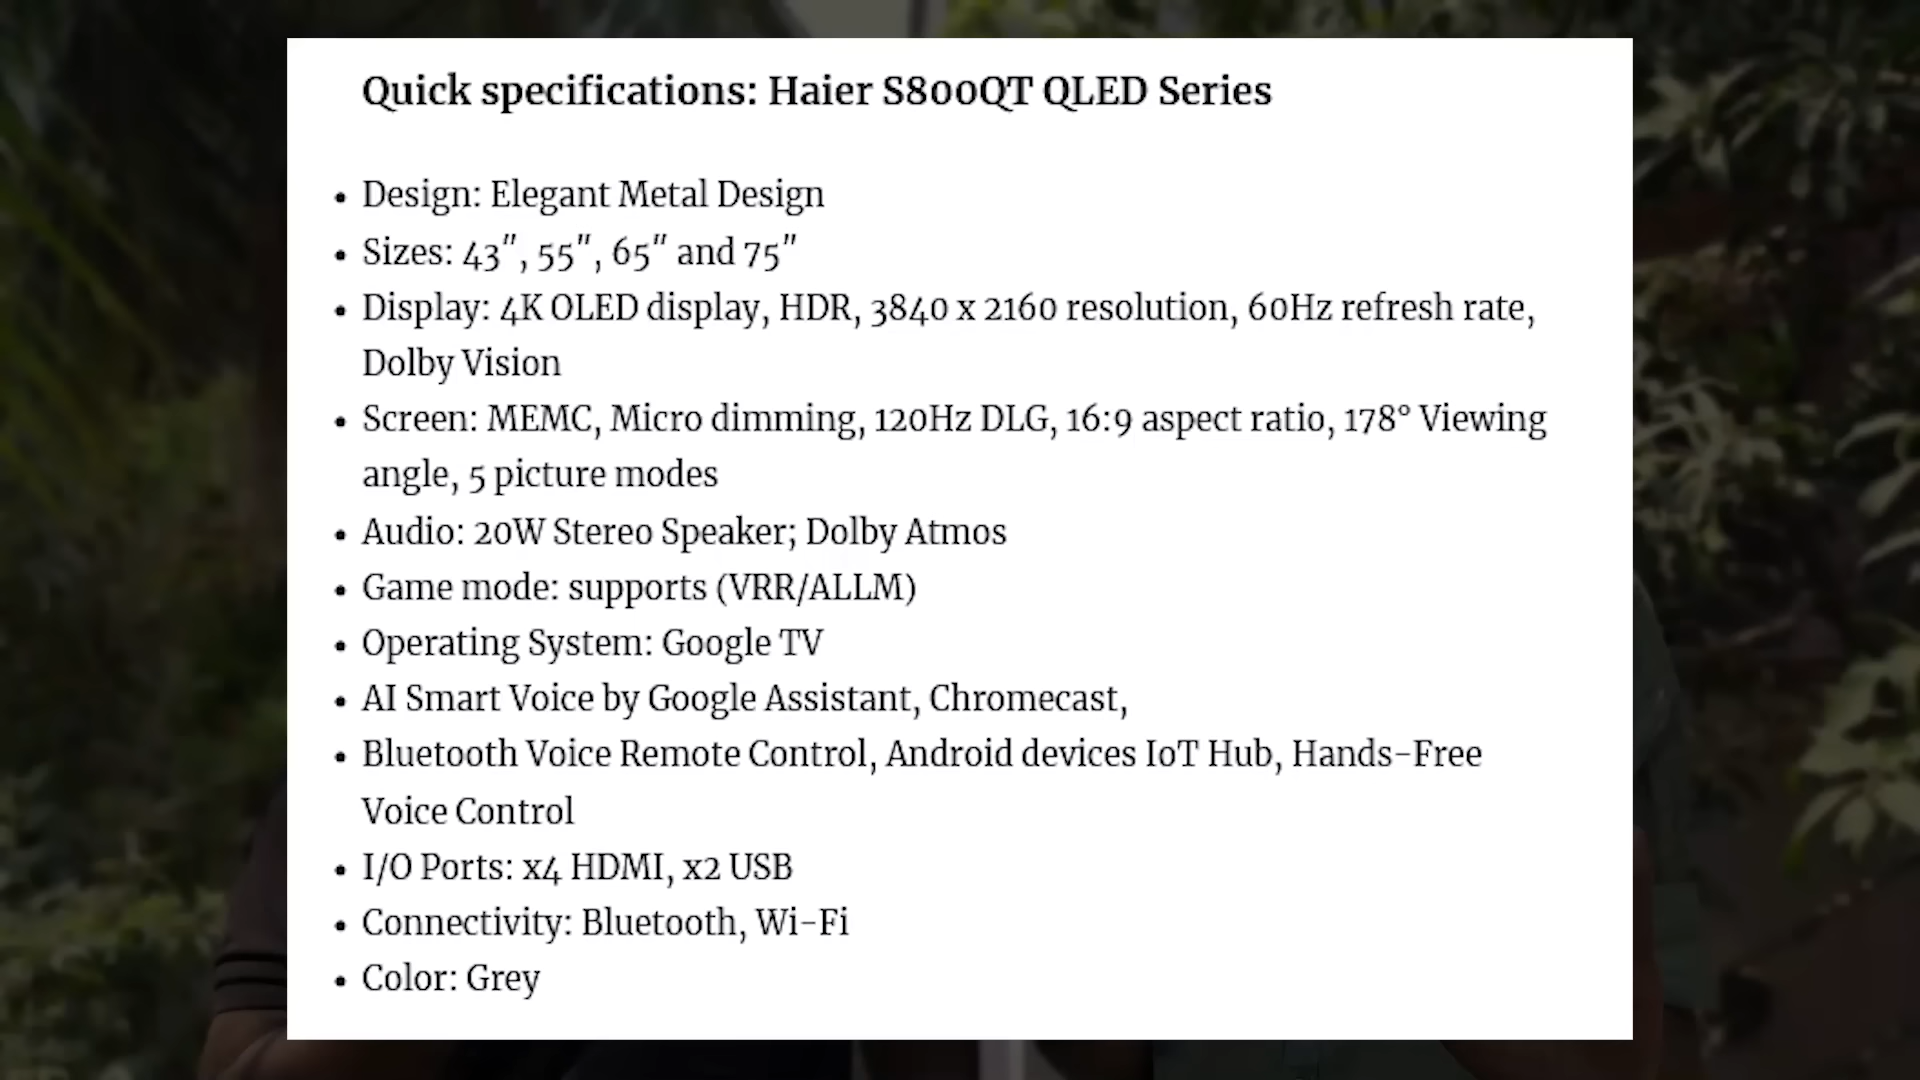 Quick specifications: Haier S800QT QLED Series
• Design: Elegant Metal Design
• Sizes: 43″, 55″, 65″ and 75″
• Display: 4K OLED display, HDR, 3840 x 2160 resolution, 60Hz refresh rate,
Dolby Vision
• Screen: MEMC, Micro dimming, 120Hz DLG, 16:9 aspect ratio, 178° Viewing
angle, 5 picture modes
• Audio: 20W Stereo Speaker; Dolby Atmos
• Game mode: supports (VRR/ALLM)
• Operating System: Google TV
• AI Smart Voice by Google Assistant, Chromecast,
• Bluetooth Voice Remote Control, Android devices IoT Hub, Hands-Free
Voice Control
• I/O Ports: x4 HDMI, x2 USB
• Connectivity: Bluetooth, Wi-Fi
• Color: Grey